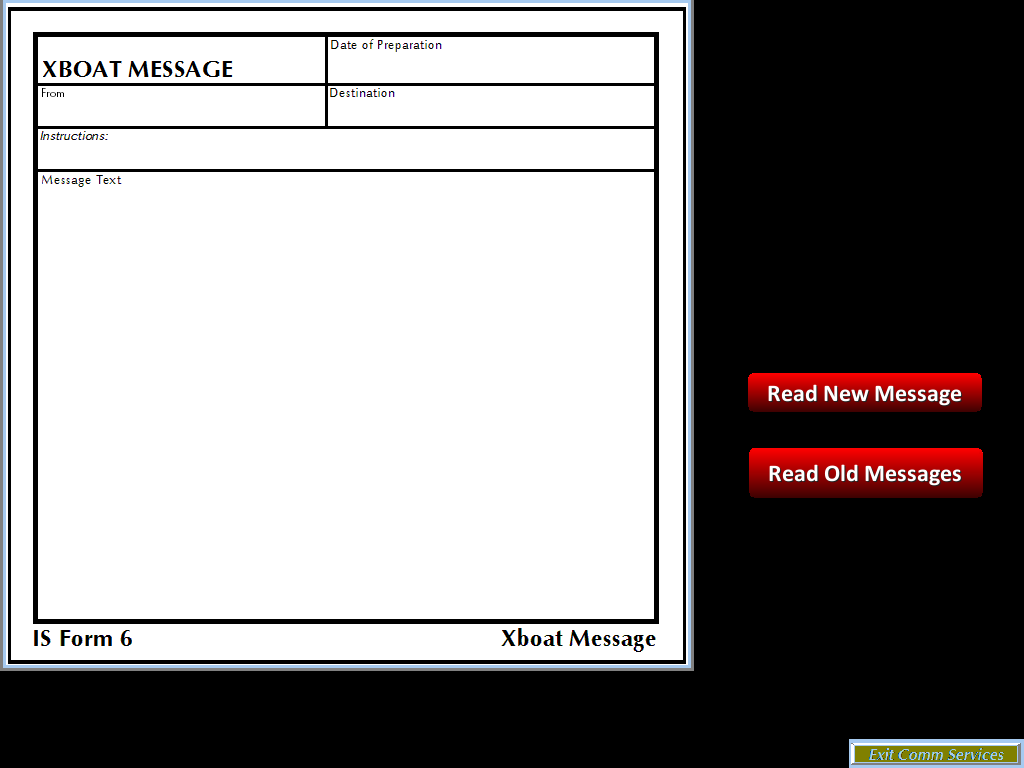 XBOAT MESSAGE
Date of Preparation
From
Destination
Instructions:
Message Text
IS Form 6
Xboat Message
Read New Message
Read Old Messages
Exit Comm Services